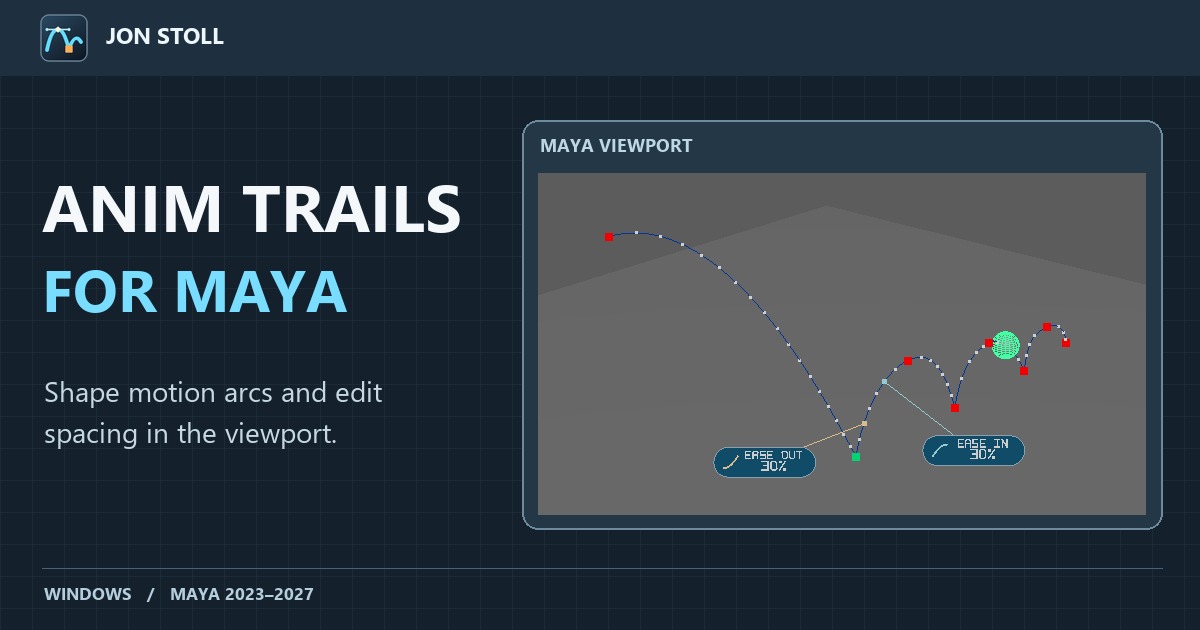 JON STOLL
ANIM TRAILS
FOR MAYA
Shape motion arcs and edit
spacing in the viewport.
MAYA VIEWPORT
EASE OUT
30%
EASE IN
30%
WINDOWS / MAYA 2023–2027